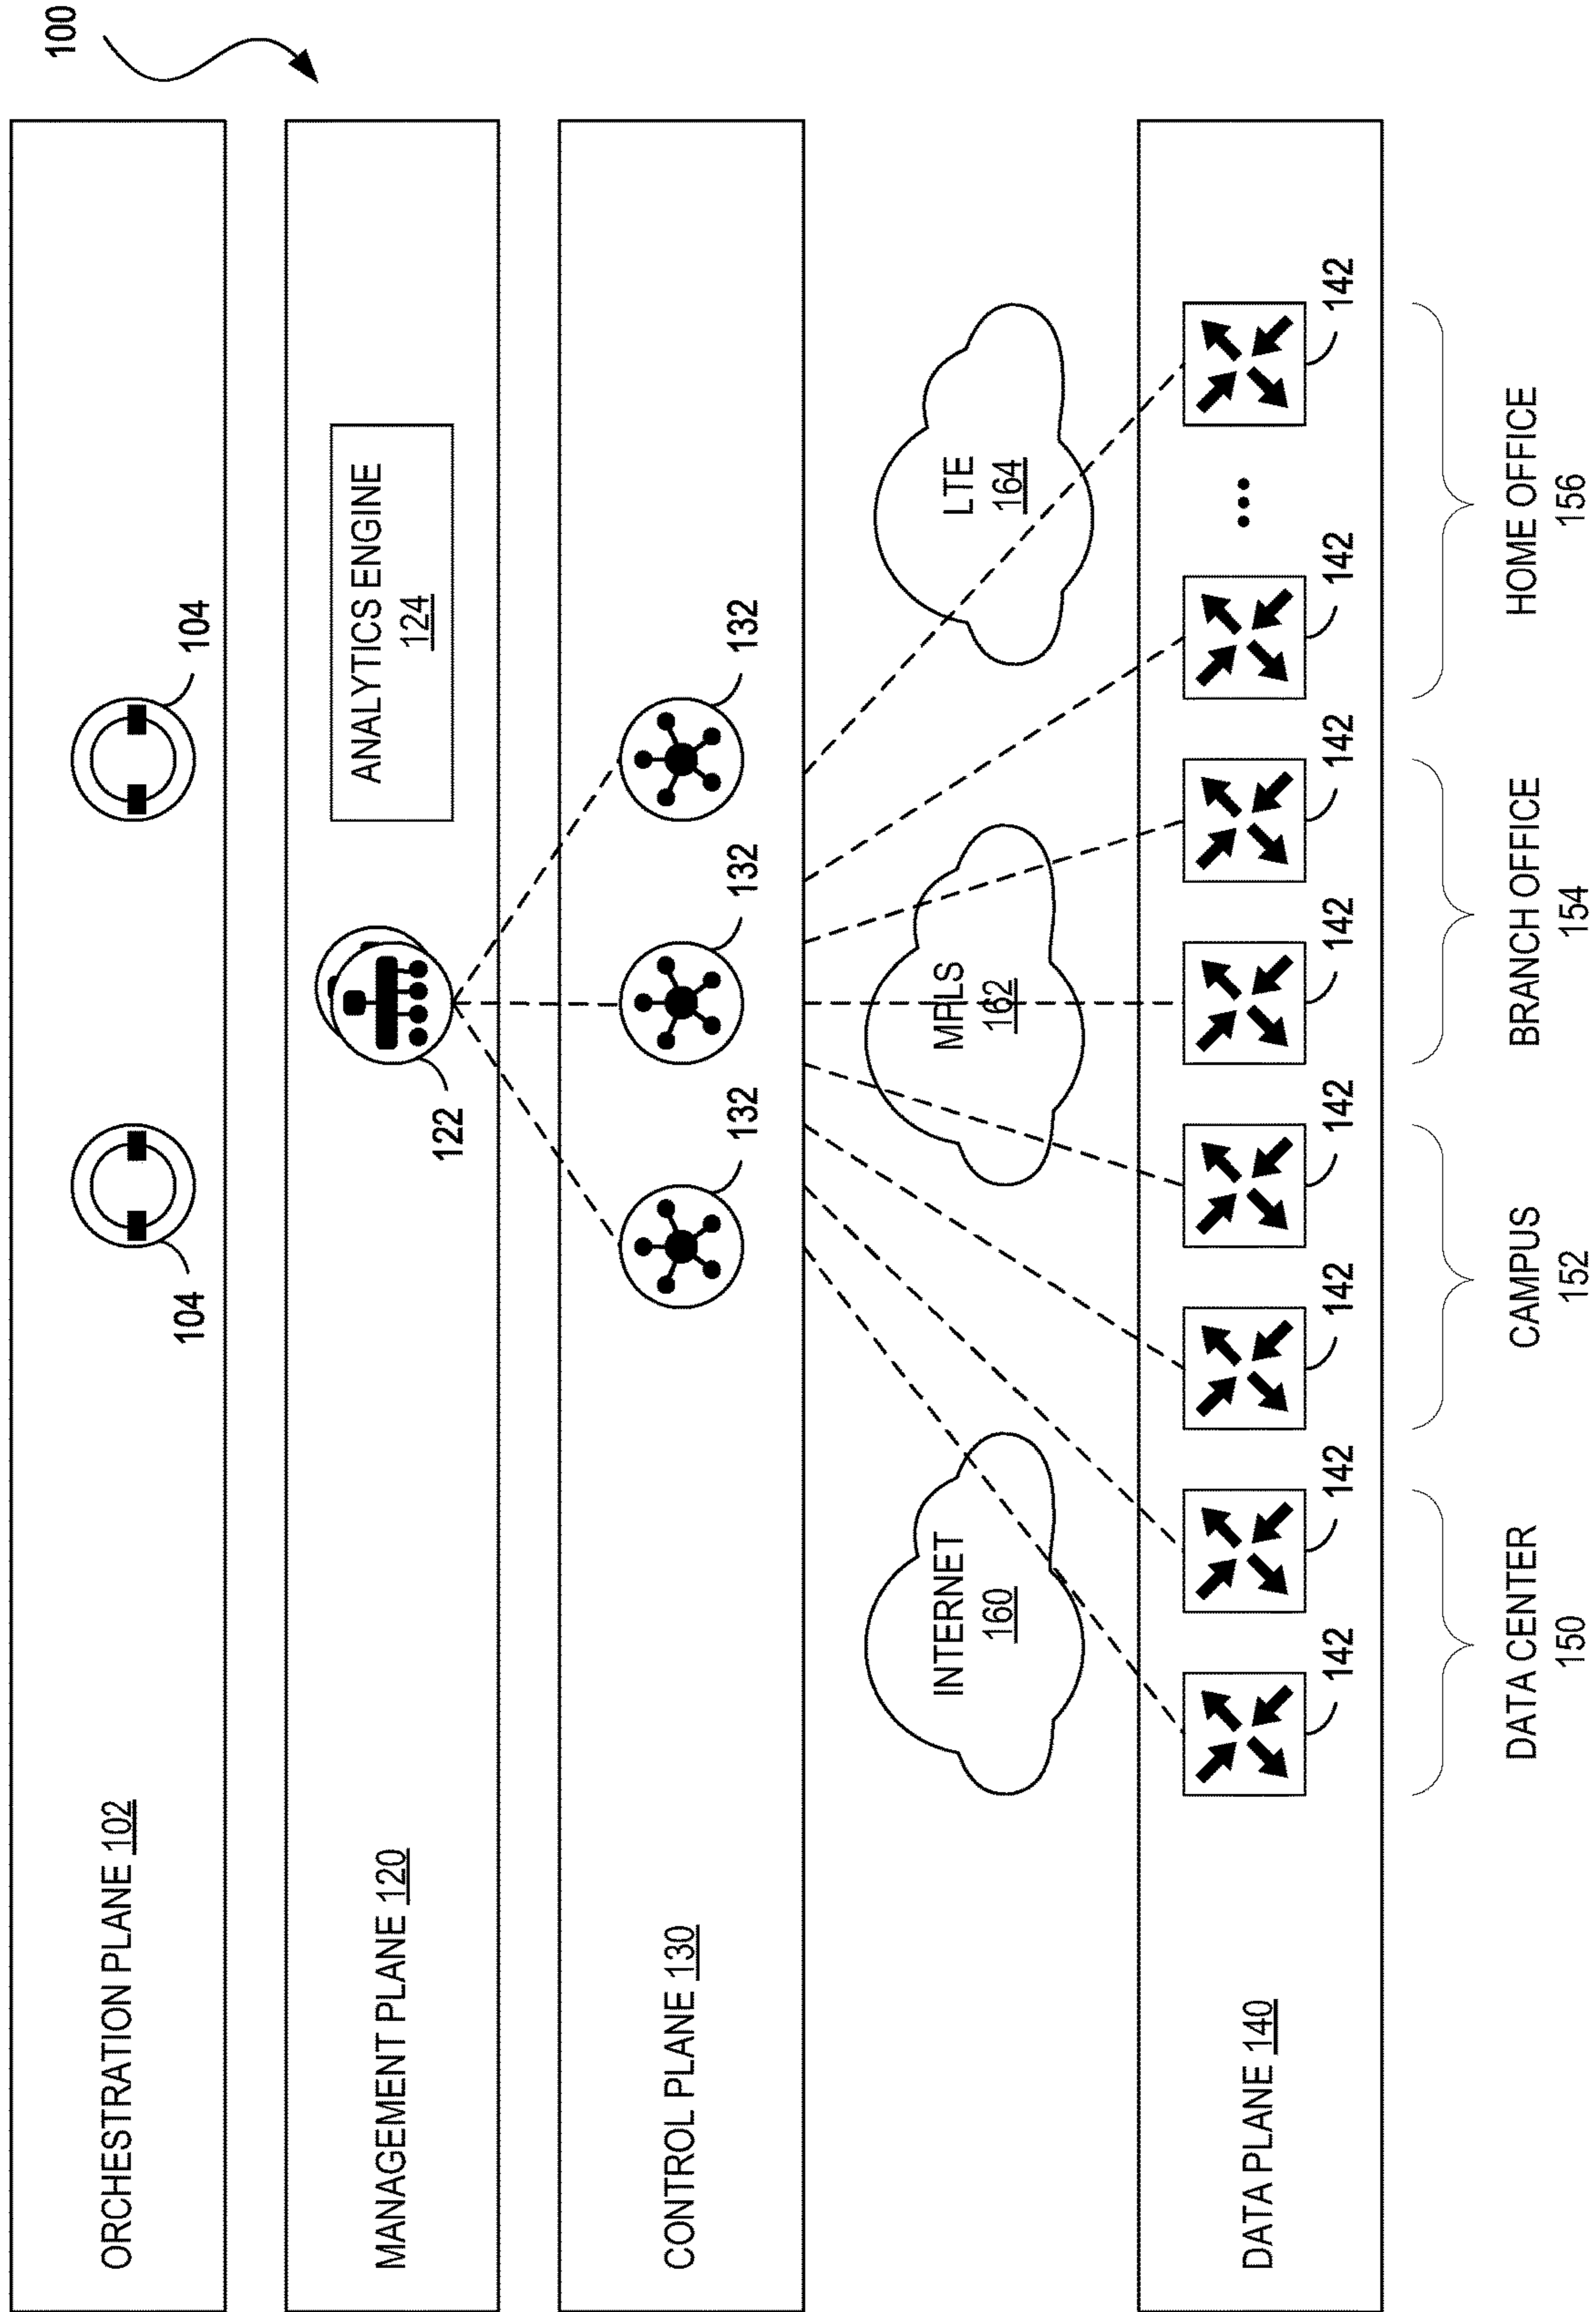 100
ORCHESTRATION PLANE 102
104
104
MANAGEMENT PLANE 120
122
ANALYTICS ENGINE
124
CONTROL PLANE 130
132
132
132
INTERNET
160
MPLS
162
LTE
164
DATA PLANE 140
142
142
142
142
142
142
142
142
DATA CENTER
150
CAMPUS
152
BRANCH OFFICE
154
HOME OFFICE
156